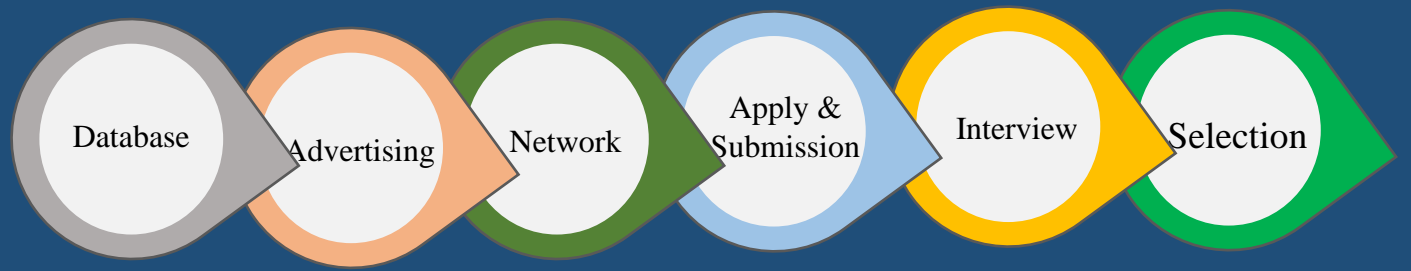 Database
Advertising
Network
Apply &
Submission
Interview
Selection